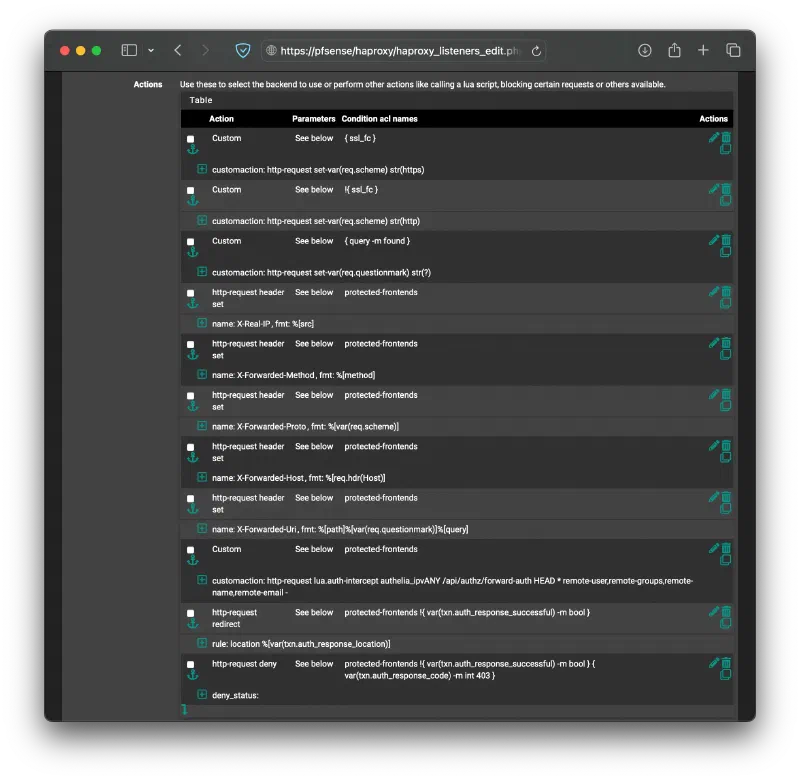 https://pfsense/haproxy/haproxy_listeners_edit.ph
Actions Use these to select the backend to use or perform other actions like calling a lua script, blocking certain requests or others available.
Table
Action Parameters Condition acl names Actions
Custom See below { ssl_fc }
customaction: http-request set-var(req.scheme) str(https)
Custom See below !{ ssl_fc }
customaction: http-request set-var(req.scheme) str(http)
Custom See below { query -m found }
customaction: http-request set-var(req.questionmark) str(?)
http-request header See below protected-frontends
set
name: X-Real-IP , fmt: %[src]
http-request header See below protected-frontends
set
name: X-Forwarded-Method , fmt: %[method]
http-request header See below protected-frontends
set
name: X-Forwarded-Proto , fmt: %[var(req.scheme)]
http-request header See below protected-frontends
set
name: X-Forwarded-Host , fmt: %[req.hdr(Host)]
http-request header See below protected-frontends
set
name: X-Forwarded-Uri , fmt: %[path]%[var(req.questionmark)]%[query]
Custom See below protected-frontends
customaction: http-request lua.auth-intercept authelia_ipvANY /api/authz/forward-auth HEAD * remote-user,remote-groups,remote-
name,remote-email -
http-request See below protected-frontends !{ var(txn.auth_response_successful) -m bool }
redirect
rule: location %[var(txn.auth_response_location)]
http-request deny See below protected-frontends !{ var(txn.auth_response_successful) -m bool } {
var(txn.auth_response_code) -m int 403 }
deny_status: